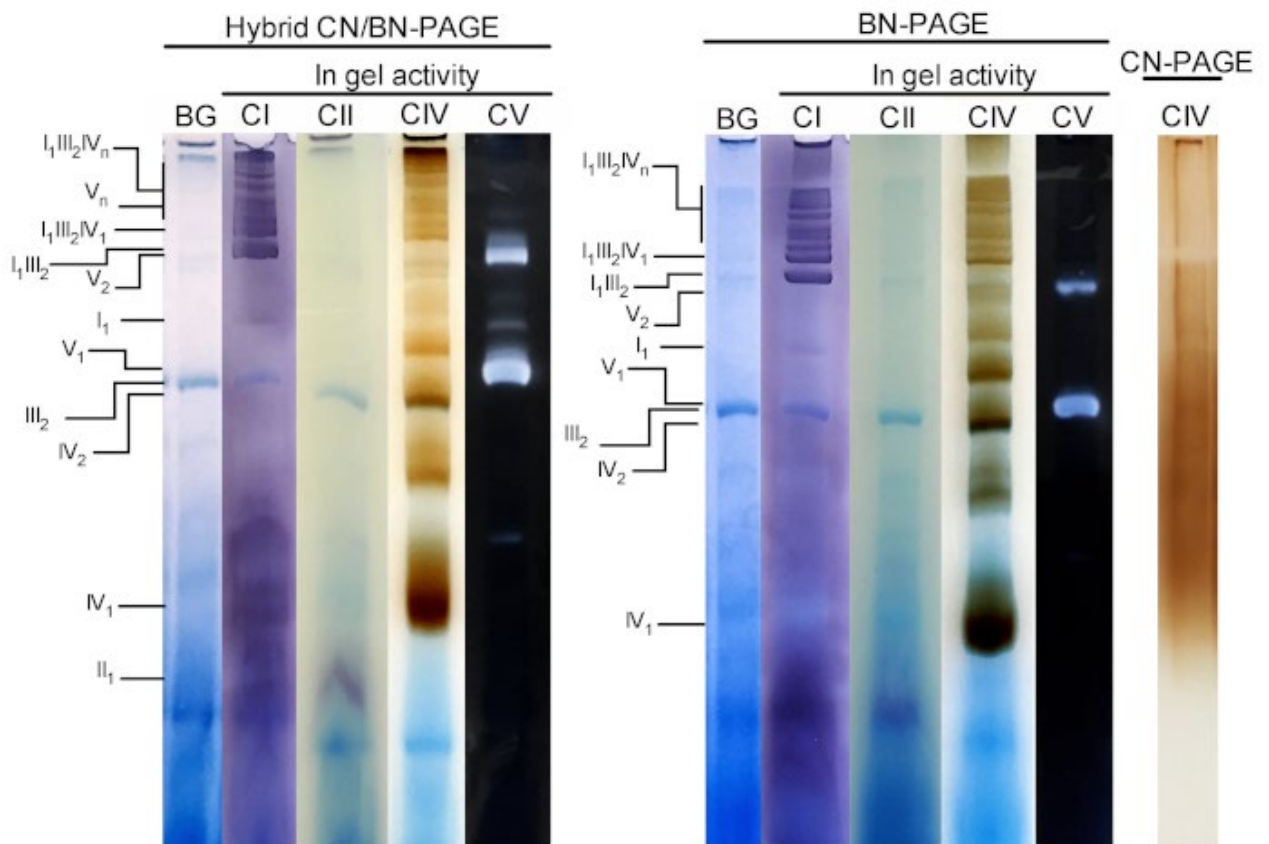 Hybrid CN/BN-PAGE
In gel activity
BG CI CII CIV CV
I₁III₂IVₙ
Vₙ
I₁III₂IV₁
I₁III₂
V₂
I₁
V₁
III₂
IV₂
IV₁
II₁
BN-PAGE
In gel activity
BG CI CII CIV CV
I₁III₂IVₙ
I₁III₂IV₁
I₁III₂
V₂
I₁
V₁
III₂
IV₂
IV₁
CN-PAGE
CIV